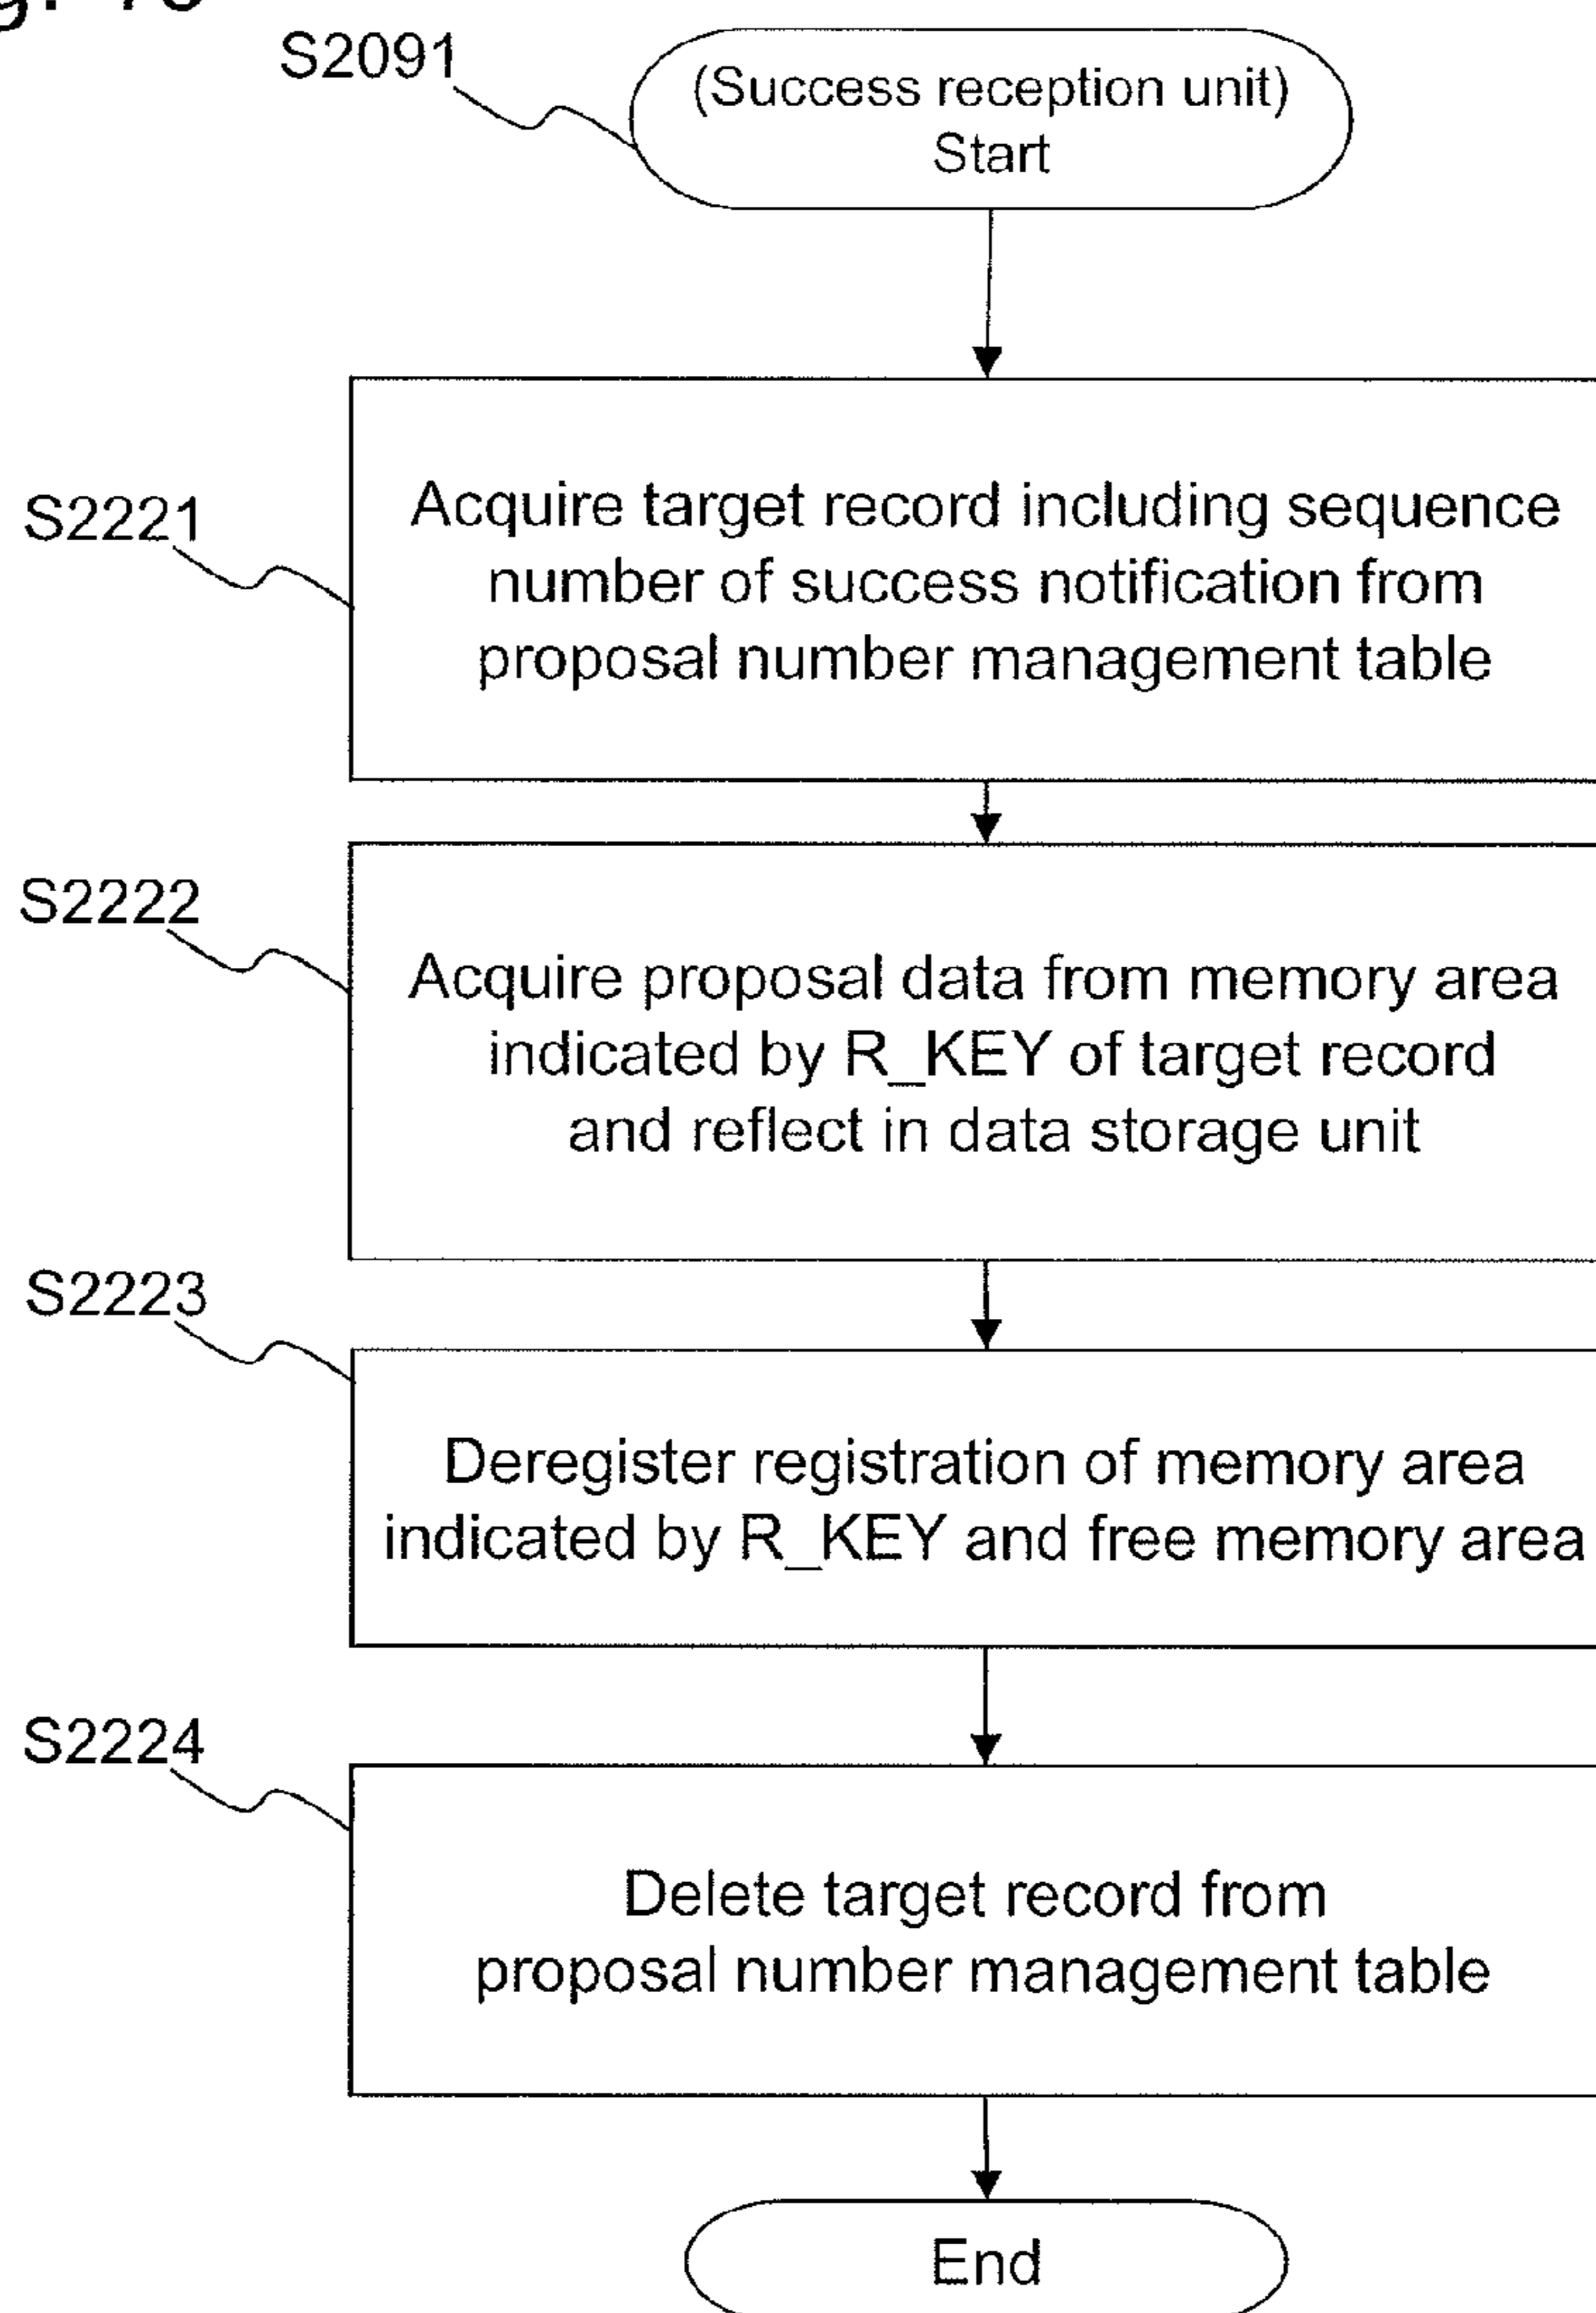 S2091
(Success reception unit)
Start
S2221
Acquire target record including sequence
number of success notification from
proposal number management table
S2222
Acquire proposal data from memory area
indicated by R_KEY of target record
and reflect in data storage unit
S2223
Deregister registration of memory area
indicated by R_KEY and free memory area
S2224
Delete target record from
proposal number management table
End